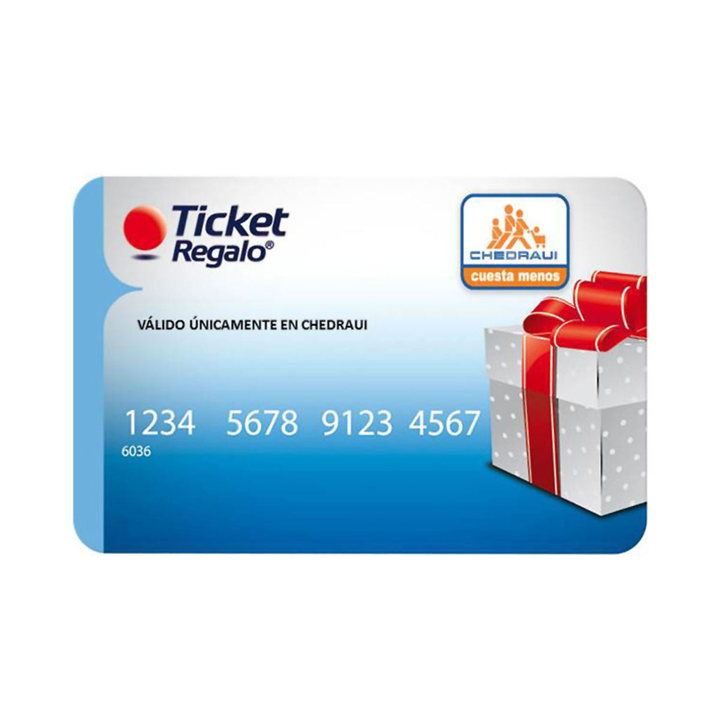 Ticket
Regalo®
CHEDRAUI
cuesta menos
VÁLIDO ÚNICAMENTE EN CHEDRAUI
1234 5678 9123 4567
6036